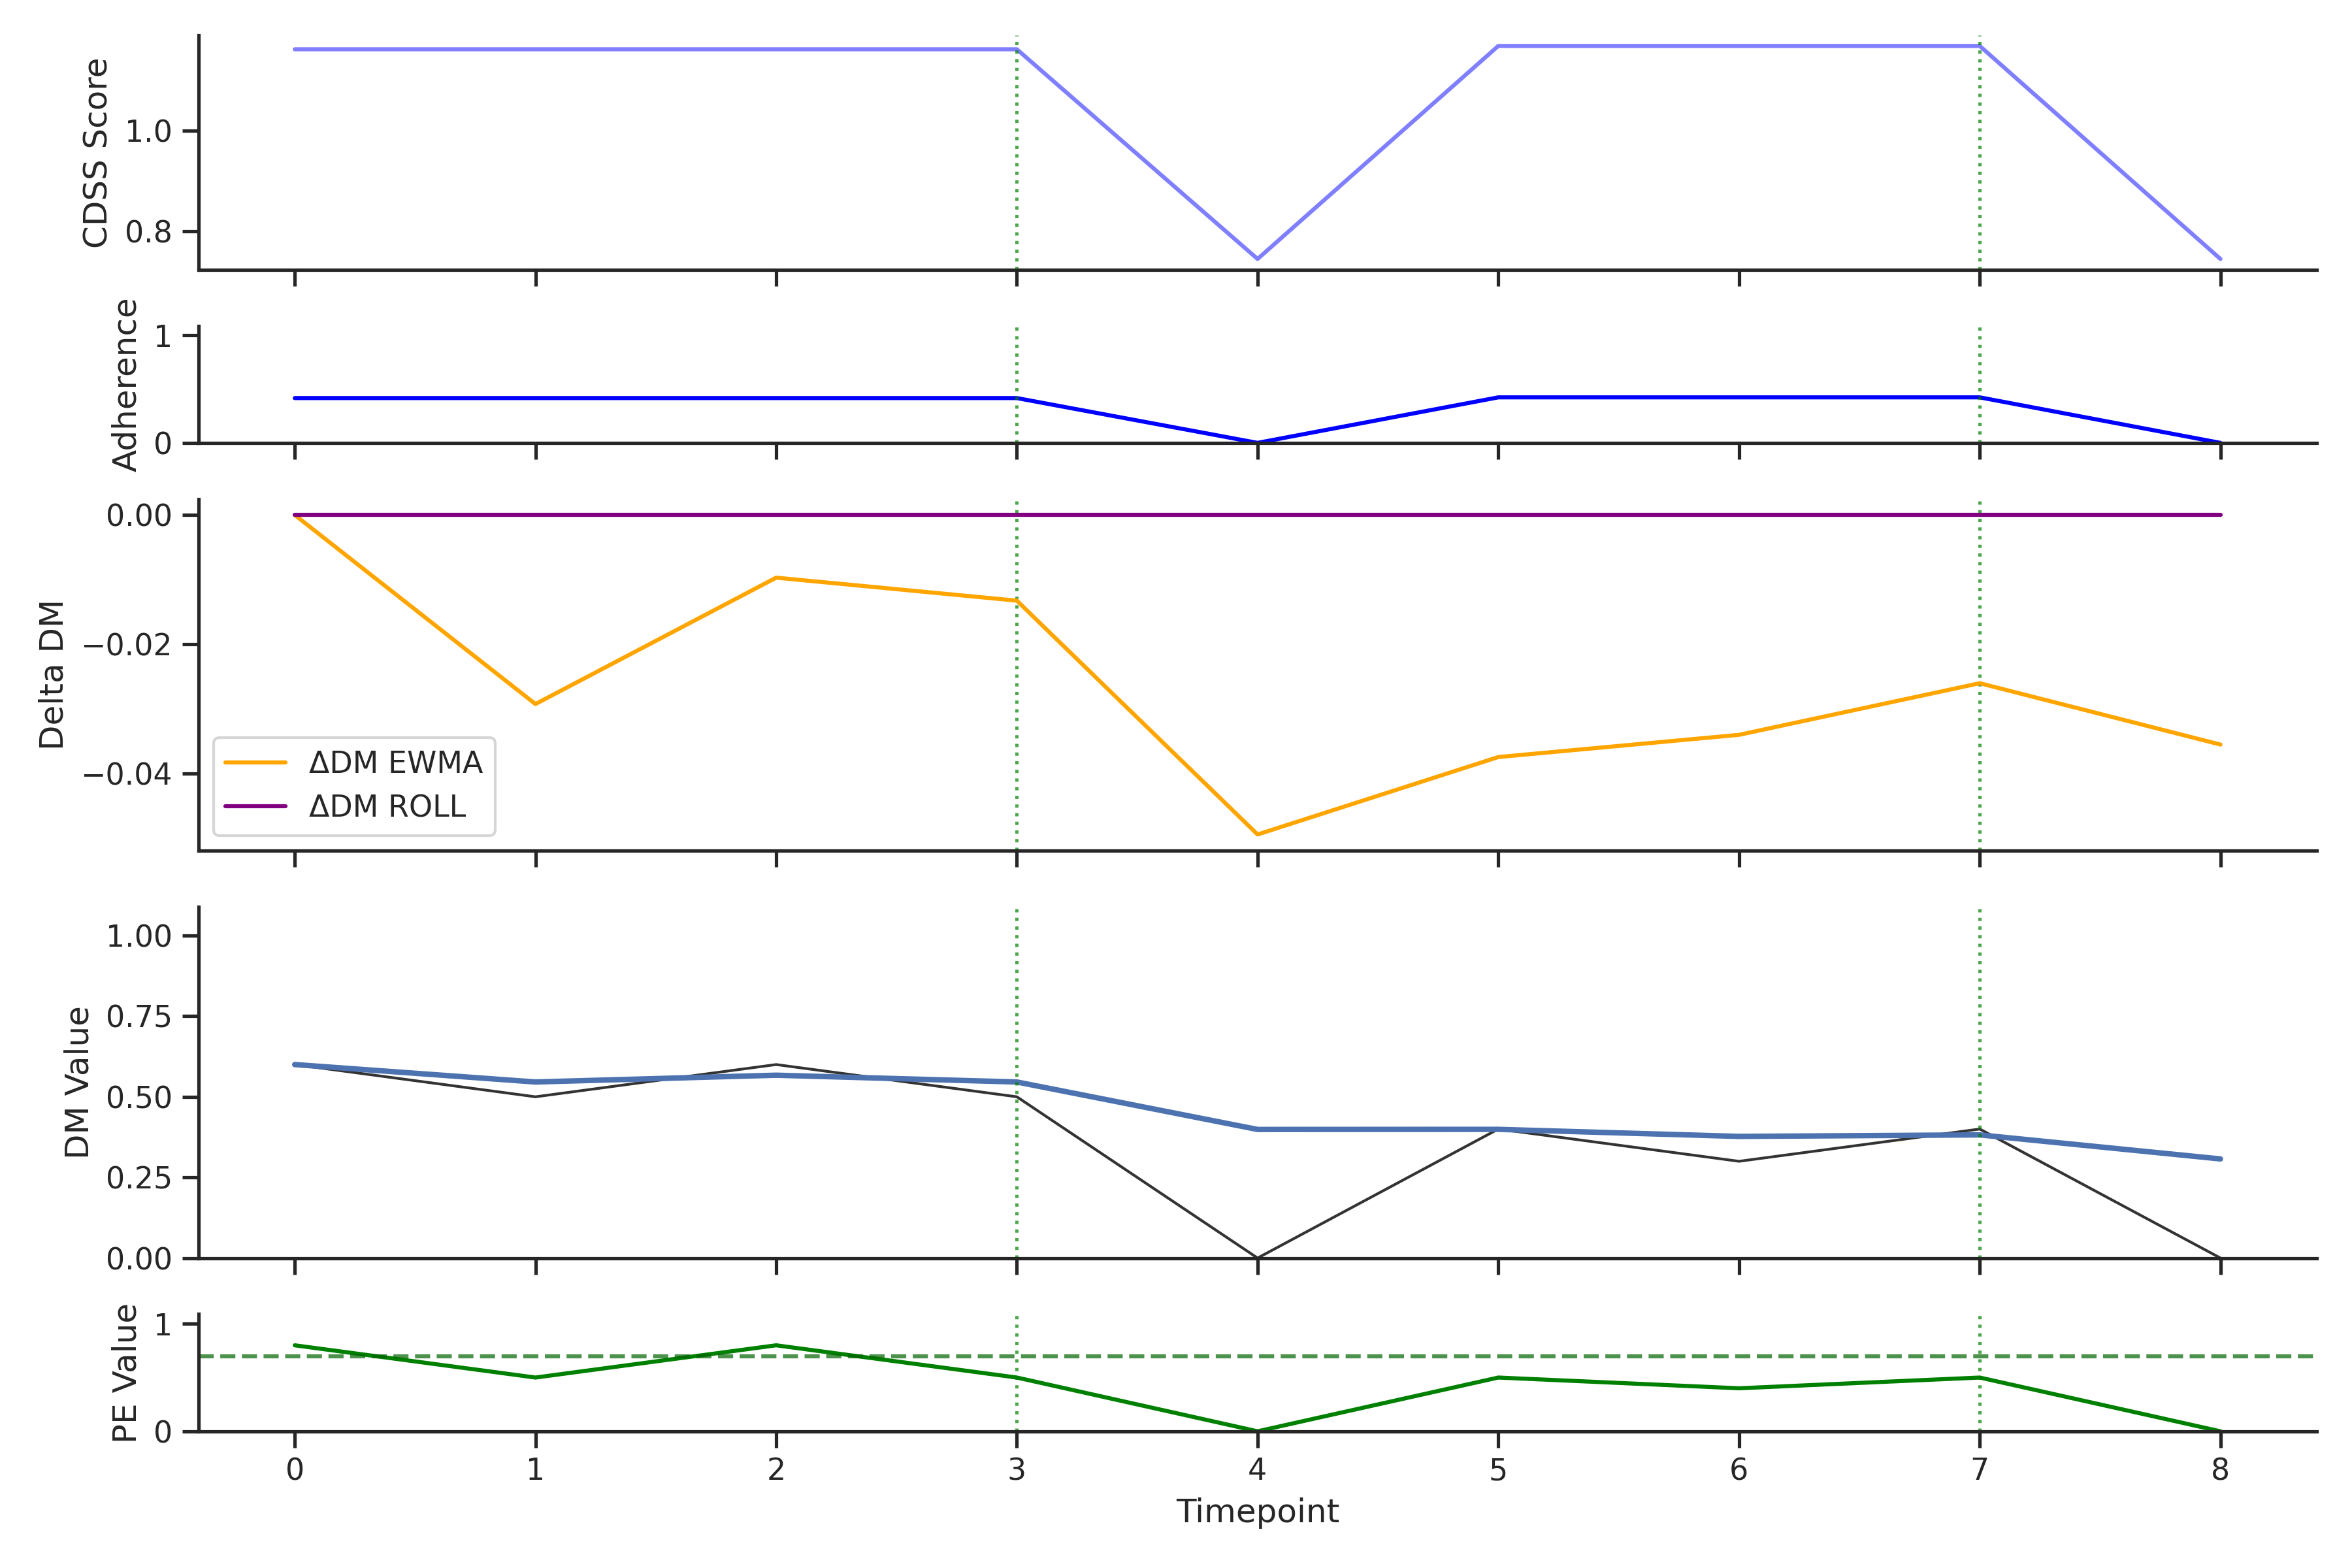 CDSS Score
1.0
0.8
Adherence
1
0
Delta DM
0.00
−0.02
−0.04
ΔDM EWMA
ΔDM ROLL
DM Value
1.00
0.75
0.50
0.25
0.00
PE Value
1
0
0 1 2 3 4 5 6 7 8
Timepoint